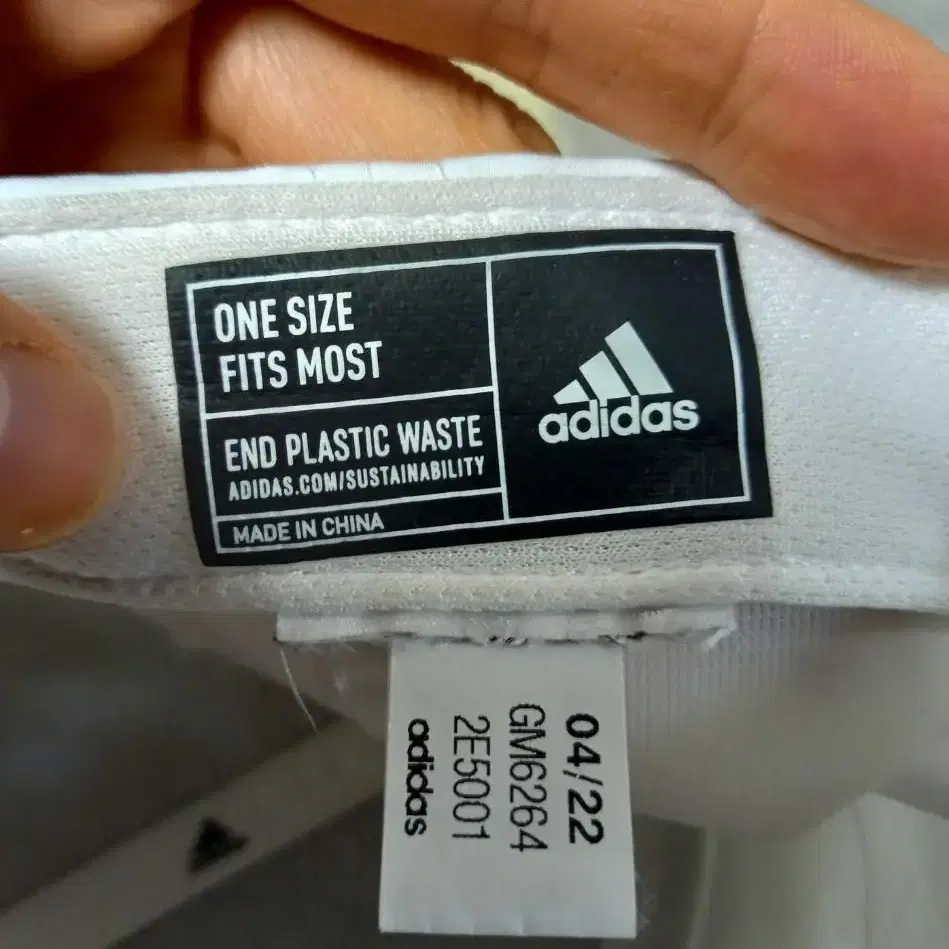 ONE SIZE
FITS MOST
END PLASTIC WASTE
ADIDAS.COM/SUSTAINABILITY
MADE IN CHINA
adidas
04/22
GM6264
2E5001
adidas